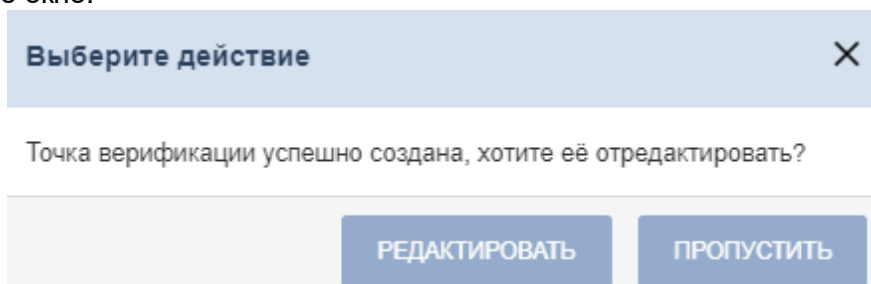 Выберите действие
Точка верификации успешно создана, хотите её отредактировать?
РЕДАКТИРОВАТЬ ПРОПУСТИТЬ